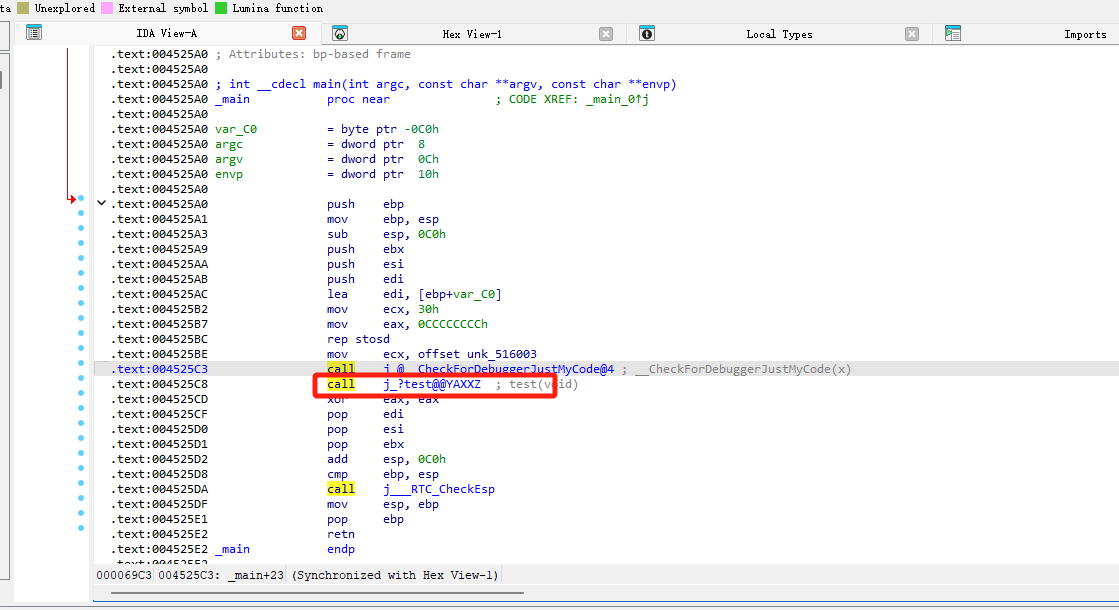 ta Unexplored External symbol Lumina function
IDA View-A Hex View-1 Local Types Imports
.text:004525A0 ; Attributes: bp-based frame
.text:004525A0
.text:004525A0 ; int __cdecl main(int argc, const char **argv, const char **envp)
.text:004525A0 _main proc near ; CODE XREF: _main_0↑j
.text:004525A0
.text:004525A0 var_C0 = byte ptr -0C0h
.text:004525A0 argc = dword ptr 8
.text:004525A0 argv = dword ptr 0Ch
.text:004525A0 envp = dword ptr 10h
.text:004525A0
.text:004525A0 push ebp
.text:004525A1 mov ebp, esp
.text:004525A3 sub esp, 0C0h
.text:004525A9 push ebx
.text:004525AA push esi
.text:004525AB push edi
.text:004525AC lea edi, [ebp+var_C0]
.text:004525B2 mov ecx, 30h
.text:004525B7 mov eax, 0CCCCCCCCh
.text:004525BC rep stosd
.text:004525BE mov ecx, offset unk_516003
.text:004525C3 call j_@__CheckForDebuggerJustMyCode@4 ; __CheckForDebuggerJustMyCode(x)
.text:004525C8 call j_?test@@YAXXZ ; test(void)
.text:004525CD xor eax, eax
.text:004525CF pop edi
.text:004525D0 pop esi
.text:004525D1 pop ebx
.text:004525D2 add esp, 0C0h
.text:004525D8 cmp ebp, esp
.text:004525DA call j___RTC_CheckEsp
.text:004525DF mov esp, ebp
.text:004525E1 pop ebp
.text:004525E2 retn
.text:004525E2 _main endp
.text:004525E2
000069C3 004525C3: _main+23 (Synchronized with Hex View-1)